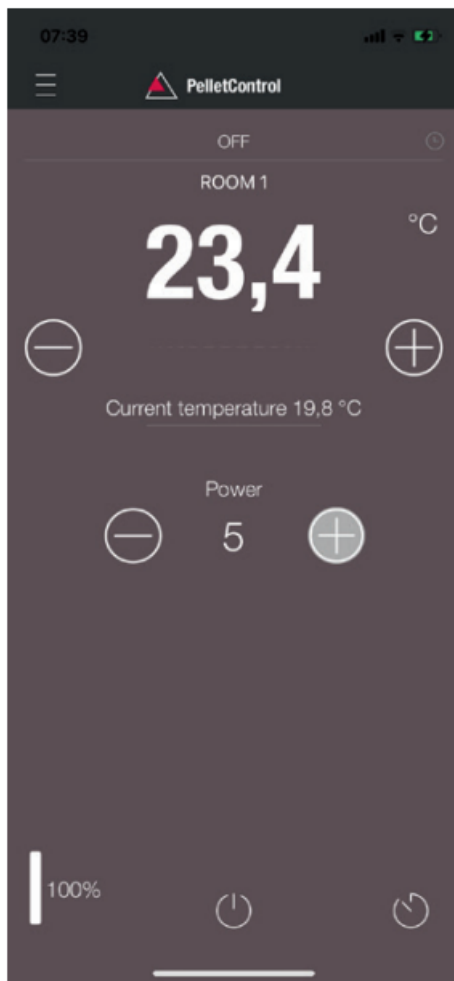 07:39
PelletControl
OFF
ROOM 1
23,4 °C
Current temperature 19,8 °C
Power
5
100%